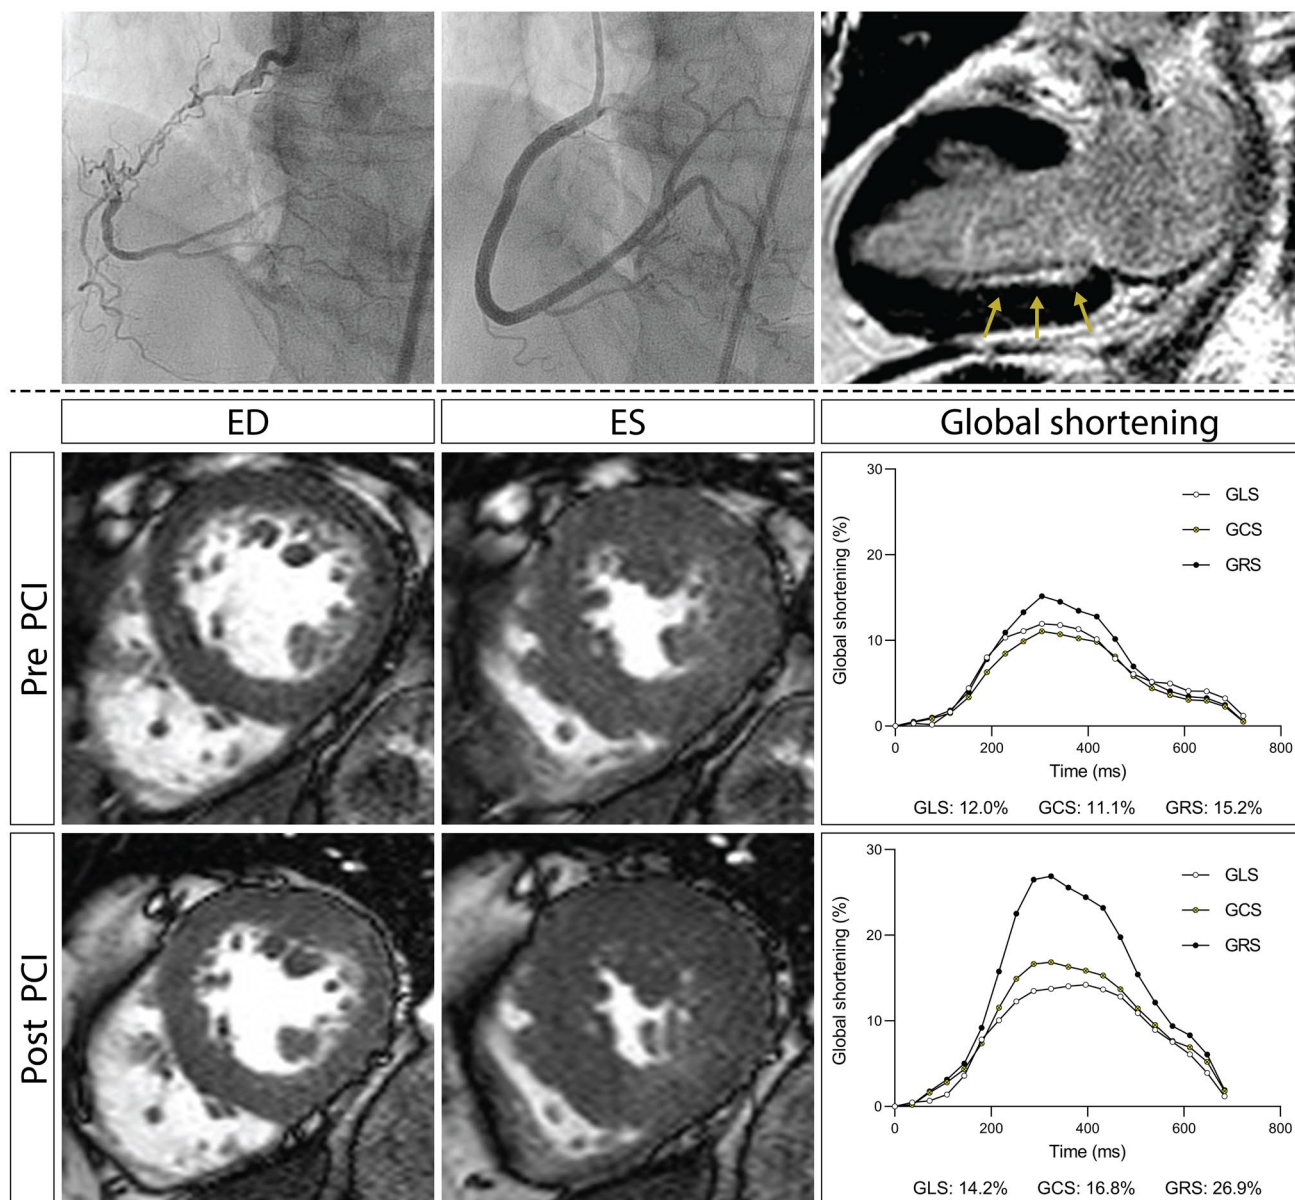 ED
ES
Global shortening
Pre PCI
30
20
10
0
Global shortening (%)
GLS
GCS
GRS
0 200 400 600 800
Time (ms)
GLS: 12.0% GCS: 11.1% GRS: 15.2%
Post PCI
30
20
10
0
Global shortening (%)
GLS
GCS
GRS
0 200 400 600 800
Time (ms)
GLS: 14.2% GCS: 16.8% GRS: 26.9%